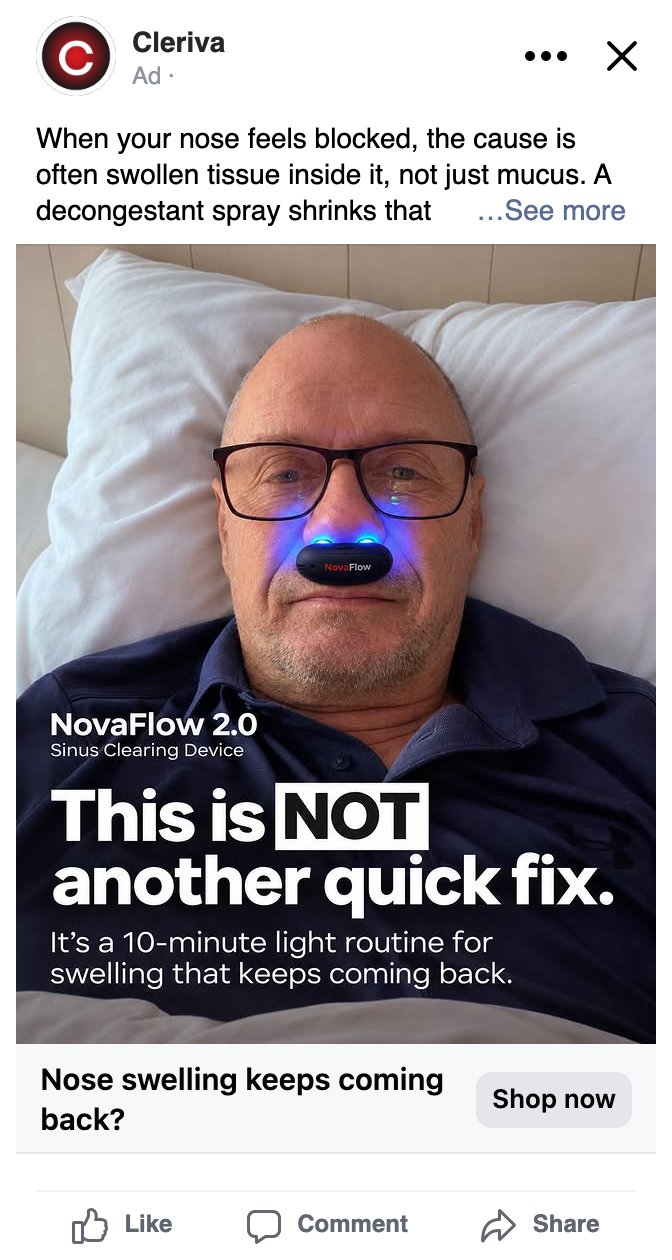 C
Cleriva
Ad ·
When your nose feels blocked, the cause is
often swollen tissue inside it, not just mucus. A
decongestant spray shrinks that ...See more
NovaFlow
NovaFlow 2.0
Sinus Clearing Device
This is NOT
another quick fix.
It's a 10-minute light routine for
swelling that keeps coming back.
Nose swelling keeps coming
back?
Shop now
Like
Comment
Share